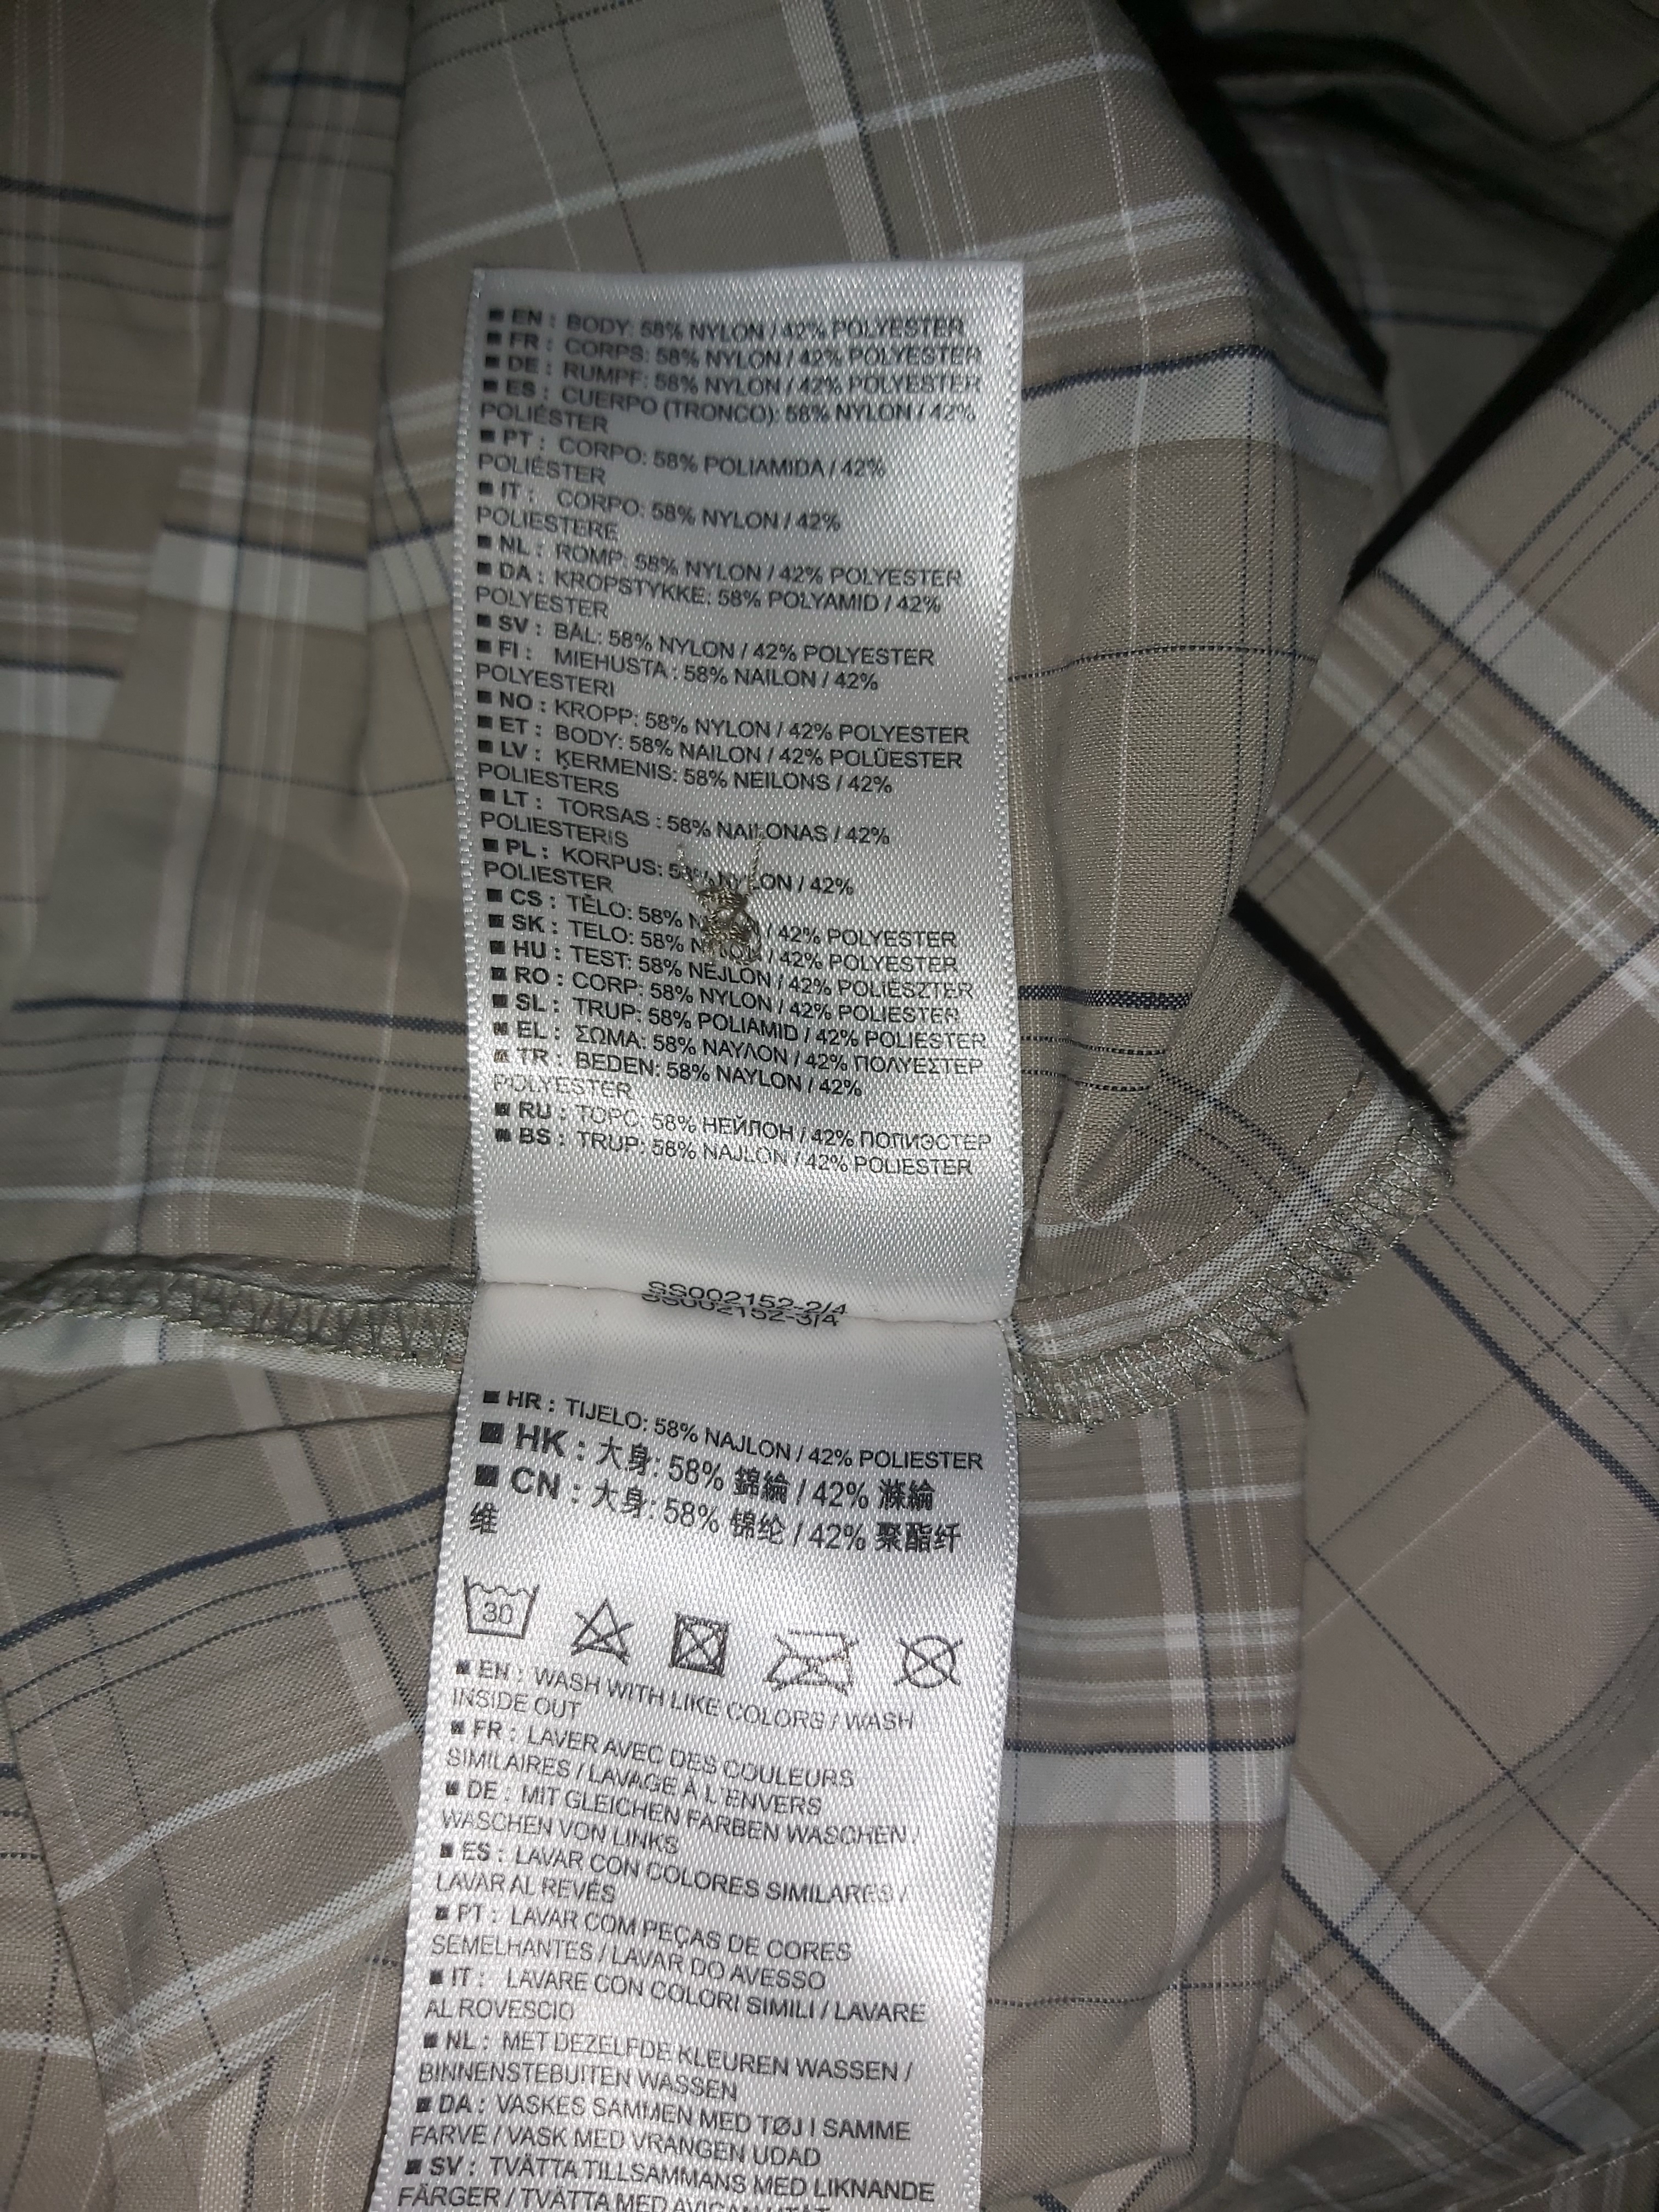 EN : BODY: 58% NYLON / 42% POLYESTER
FR : CORPS: 58% NYLON / 42% POLYESTER
DE : RUMPF: 58% NYLON / 42% POLYESTER
ES : CUERPO (TRONCO): 58% NYLON / 42%
POLIÉSTER
PT : CORPO: 58% POLIAMIDA / 42%
POLIÉSTER
IT : CORPO: 58% NYLON / 42%
POLIESTERE
NL : ROMP: 58% NYLON / 42% POLYESTER
DA : KROPSTYKKE: 58% POLYAMID / 42%
POLYESTER
SV : BÅL: 58% NYLON / 42% POLYESTER
FI : MIEHUSTA : 58% NAILON / 42%
POLYESTERI
NO : KROPP: 58% NYLON / 42% POLYESTER
ET : BODY: 58% NAILON / 42% POLÜESTER
LV : ĶERMENIS: 58% NEILONS / 42%
POLIESTERS
LT : TORSAS : 58% NAILONAS / 42%
POLIESTERIS
PL : KORPUS: 58% NYLON / 42%
POLIESTER
CS : TĚLO: 58% / 42% POLYESTER
SK : TELO: 58% / 42% POLYESTER
HU : TEST: 58% NEJLON / 42% POLIÉSZTER
RO : CORP: 58% NYLON / 42% POLIESTER
SL : TRUP: 58% POLIAMID / 42% POLIESTER
EL : ΣΩΜΑ: 58% ΝΑΥΛΟΝ / 42% ΠΟΛΥΕΣΤΕΡ
TR : BEDEN: 58% NAYLON / 42%
POLYESTER
RU : ТОРС: 58% НЕЙЛОН / 42% ПОЛИЭСТЕР
BS : TRUP: 58% NAJLON / 42% POLIESTER
SS002152-2/4
SS002152-3/4
HR : TIJELO: 58% NAJLON / 42% POLIESTER
HK : 大身: 58% 錦綸 / 42% 滌綸
CN : 大身: 58% 锦纶 / 42% 聚酯纤
维
30
EN : WASH WITH LIKE COLORS / WASH
INSIDE OUT
FR : LAVER AVEC DES COULEURS
SIMILAIRES / LAVAGE À L'ENVERS
DE : MIT GLEICHEN FARBEN WASCHEN /
WASCHEN VON LINKS
ES : LAVAR CON COLORES SIMILARES /
LAVAR AL REVÉS
PT : LAVAR COM PEÇAS DE CORES
SEMELHANTES / LAVAR DO AVESSO
IT : LAVARE CON COLORI SIMILI / LAVARE
AL ROVESCIO
NL : MET DEZELFDE KLEUREN WASSEN /
BINNENSTEBUITEN WASSEN
DA : VASKES SAMMEN MED TØJ I SAMME
FARVE / VASK MED VRANGEN UDAD
SV : TVÄTTA TILLSAMMANS MED LIKNANDE
FÄRGER / TVÄTTA MED